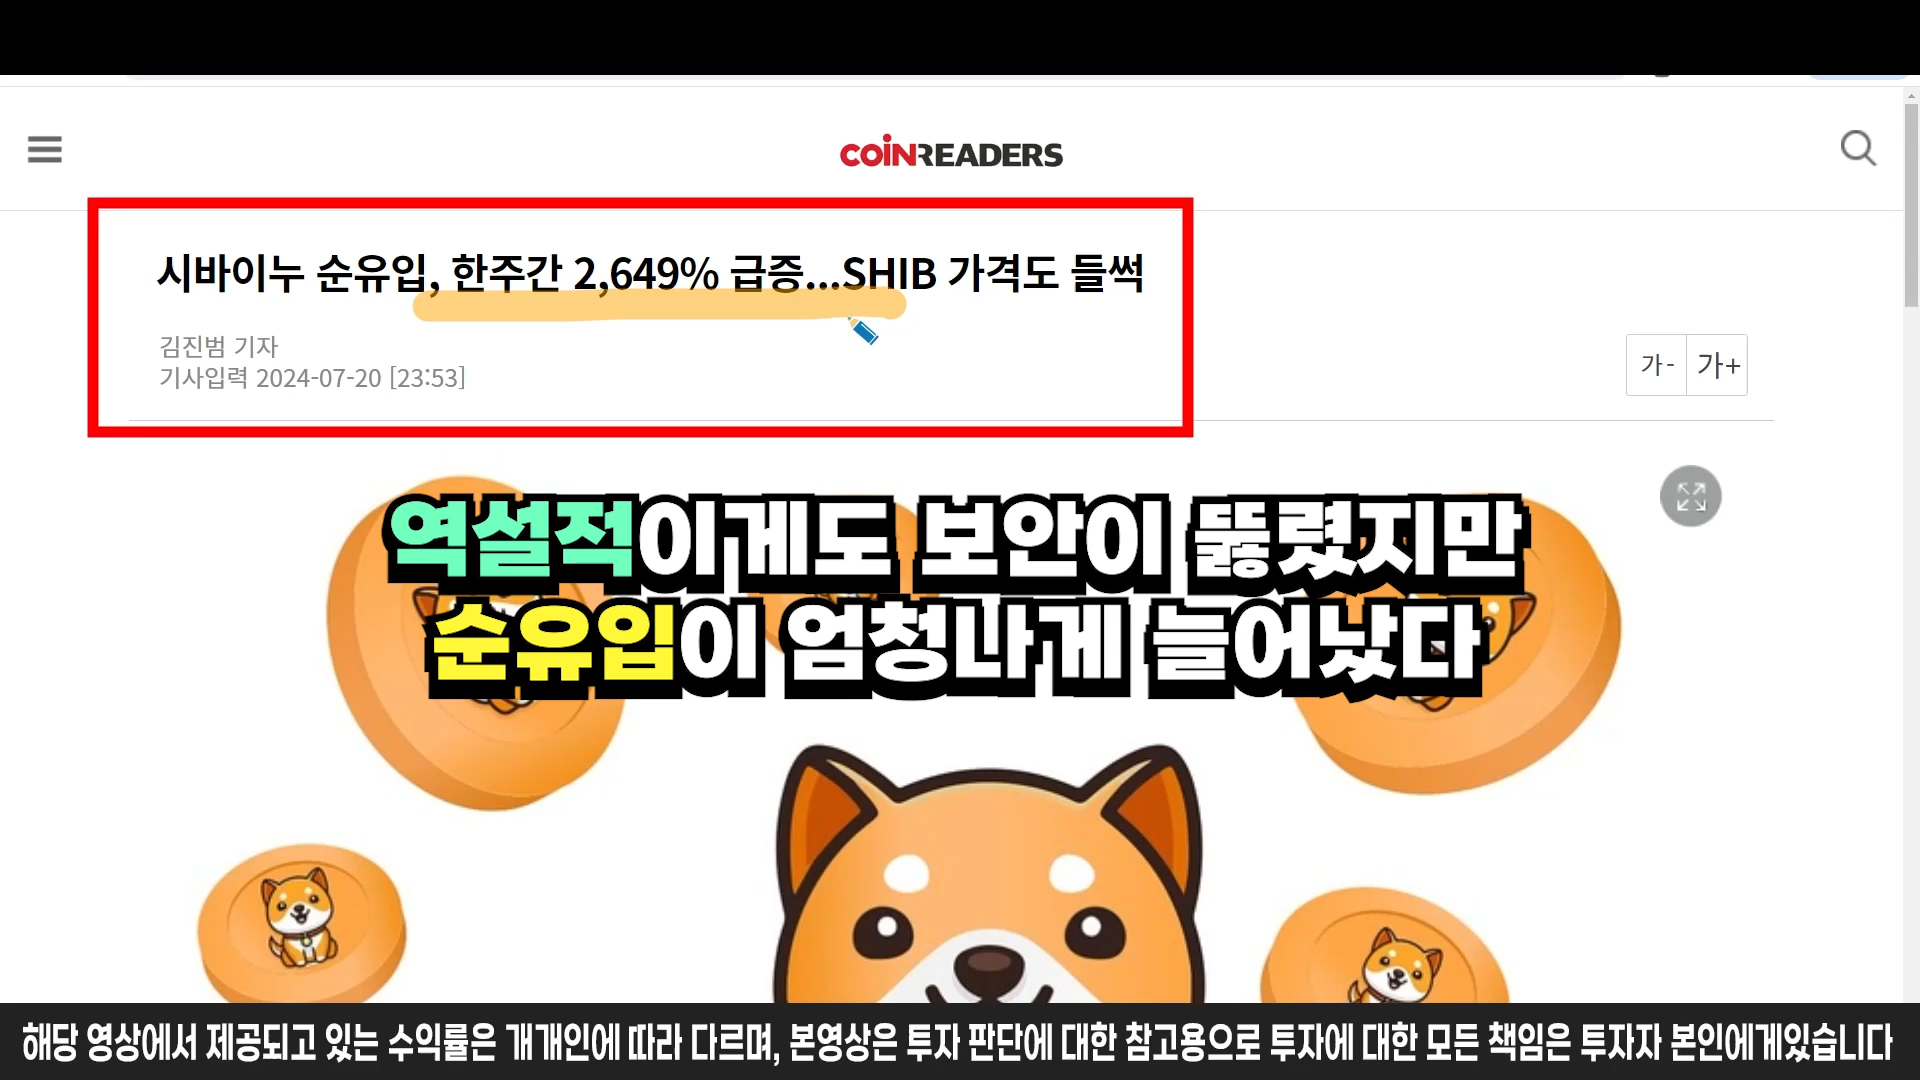 COINREADERS
시바이누 순유입, 한주간 2,649% 급증...SHIB 가격도 들썩
김진범 기자
기사입력 2024-07-20 [23:53]
가- 가+
역설적이게도 보안이 뚫렸지만
순유입이 엄청나게 늘어났다
해당 영상에서 제공되고 있는 수익률은 개개인에 따라 다르며, 본영상은 투자 판단에 대한 참고용으로 투자에 대한 모든 책임은 투자자 본인에게있습니다